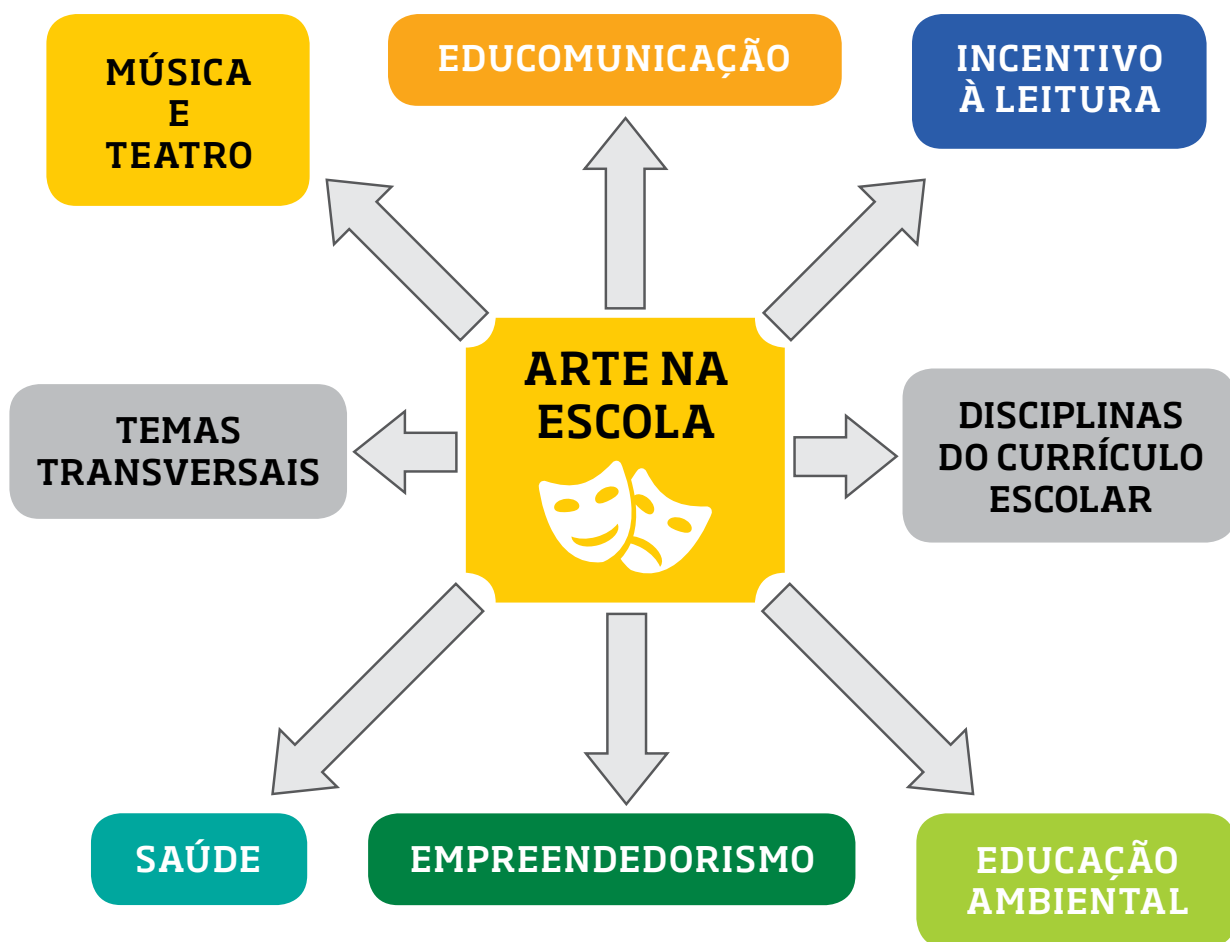 MÚSICA
E
TEATRO
EDUCOMUNICAÇÃO
INCENTIVO
À LEITURA
ARTE NA
ESCOLA
TEMAS
TRANSVERSAIS
DISCIPLINAS
DO CURRÍCULO
ESCOLAR
SAÚDE
EMPREENDEDORISMO
EDUCAÇÃO
AMBIENTAL